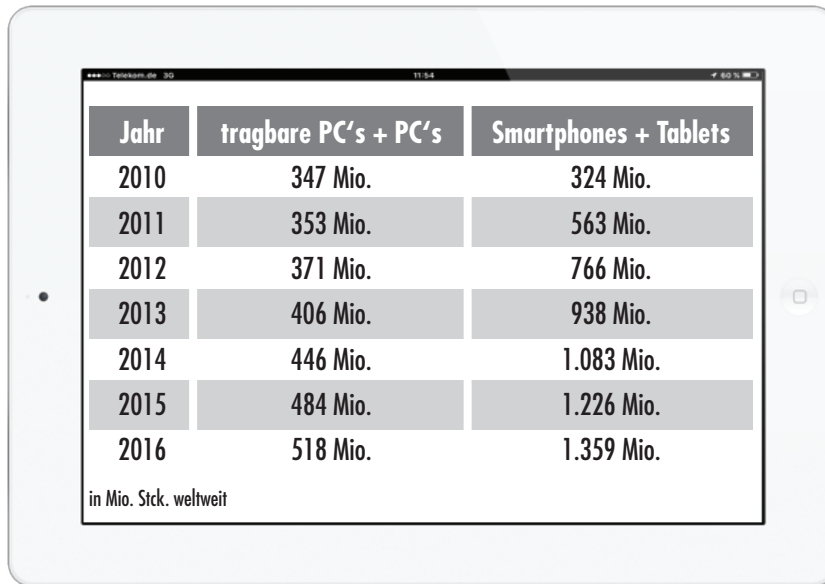 Telekom.de 3G 11:54 60 %
Jahr tragbare PC‘s + PC‘s Smartphones + Tablets
2010 347 Mio. 324 Mio.
2011 353 Mio. 563 Mio.
2012 371 Mio. 766 Mio.
2013 406 Mio. 938 Mio.
2014 446 Mio. 1.083 Mio.
2015 484 Mio. 1.226 Mio.
2016 518 Mio. 1.359 Mio.
in Mio. Stck. weltweit